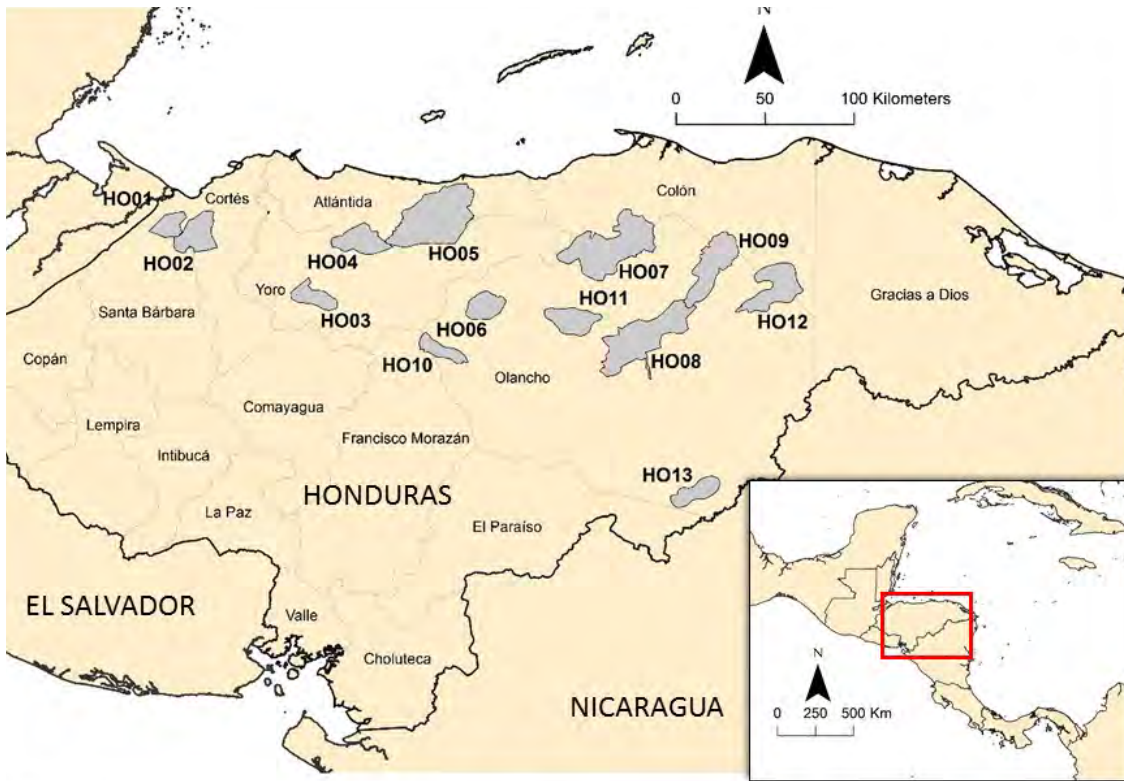 N
0 50 100 Kilometers
HO01
Cortés
Atlántida
Colón
HO02
HO04
HO05
HO07
HO09
Yoro
HO03
HO11
HO12
Gracias a Dios
Santa Bárbara
HO06
HO10
HO08
Copán
Olancho
Comayagua
Lempira
Francisco Morazán
Intibucá
HO13
HONDURAS
La Paz
El Paraíso
EL SALVADOR
Valle
Choluteca
NICARAGUA
N
0 250 500 Km